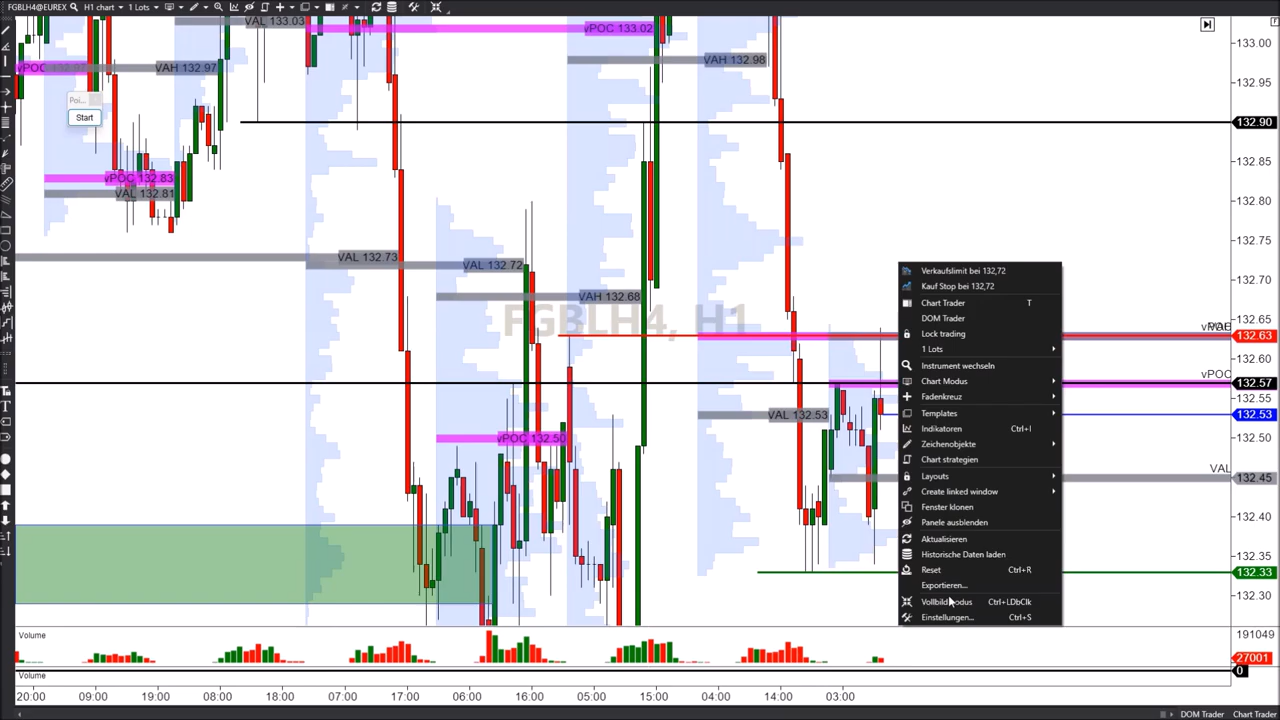 FGBLH4@EUREX H1 chart 1 Lots
VAL 133.03
vPOC 133.02
133.00
VAH 132.98
VAH 132.97
132.95
Start
132.90
132.85
vPOC 132.83
VAL 132.81
132.80
VAL 132.73
VAL 132.72
132.75
132.70
VAH 132.68
FGBLH4, H1
132.65
132.63
132.60
vPOC
132.57
132.55
VAL 132.53
132.53
vPOC 132.50
132.50
VAL
132.45
132.40
132.35
132.33
132.30
Verkaufslimit bei 132,72
Kauf Stop bei 132,72
Chart Trader T
DOM Trader
Lock trading
1 Lots
Instrument wechseln
Chart Modus
Fadenkreuz
Templates
Indikatoren Ctrl+I
Zeichenobjekte
Chart strategien
Layouts
Create linked window
Fenster klonen
Panele ausblenden
Aktualisieren
Historische Daten laden
Reset Ctrl+R
Exportieren...
Vollbildmodus Ctrl+LDbClk
Einstellungen... Ctrl+S
Volume
191049
27001
Volume
0
20:00 09:00 19:00 08:00 18:00 07:00 17:00 06:00 16:00 05:00 15:00 04:00 14:00 03:00
DOM Trader Chart Trader